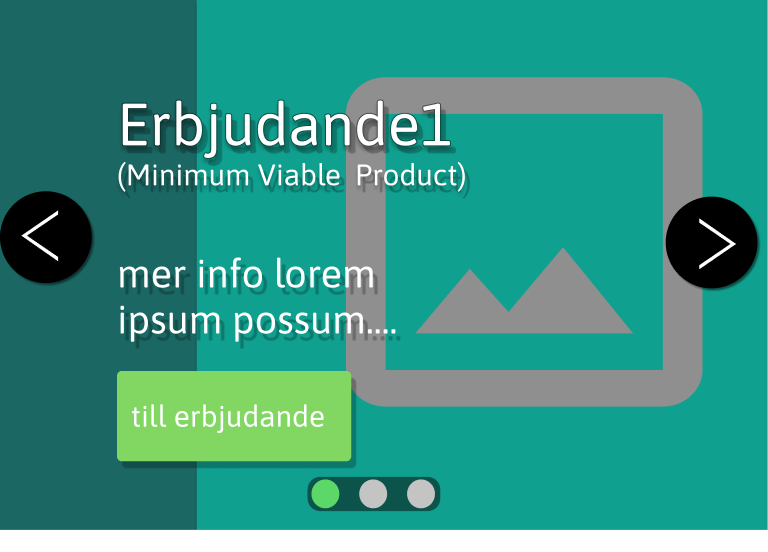 Erbjudande1
(Minimum Viable Product)
mer info lorem
ipsum possum....
till erbjudande